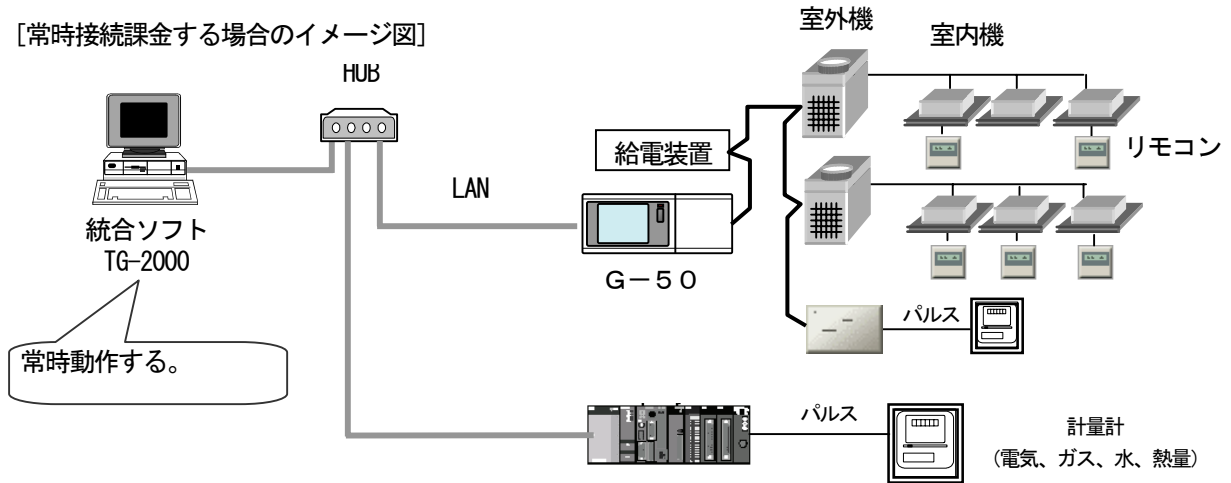 [常時接続課金する場合のイメージ図]
HUB
室外機
室内機
給電装置
リモコン
LAN
統合ソフト
TG-2000
G-50
常時動作する。
パルス
パルス
計量計
(電気、ガス、水、熱量)